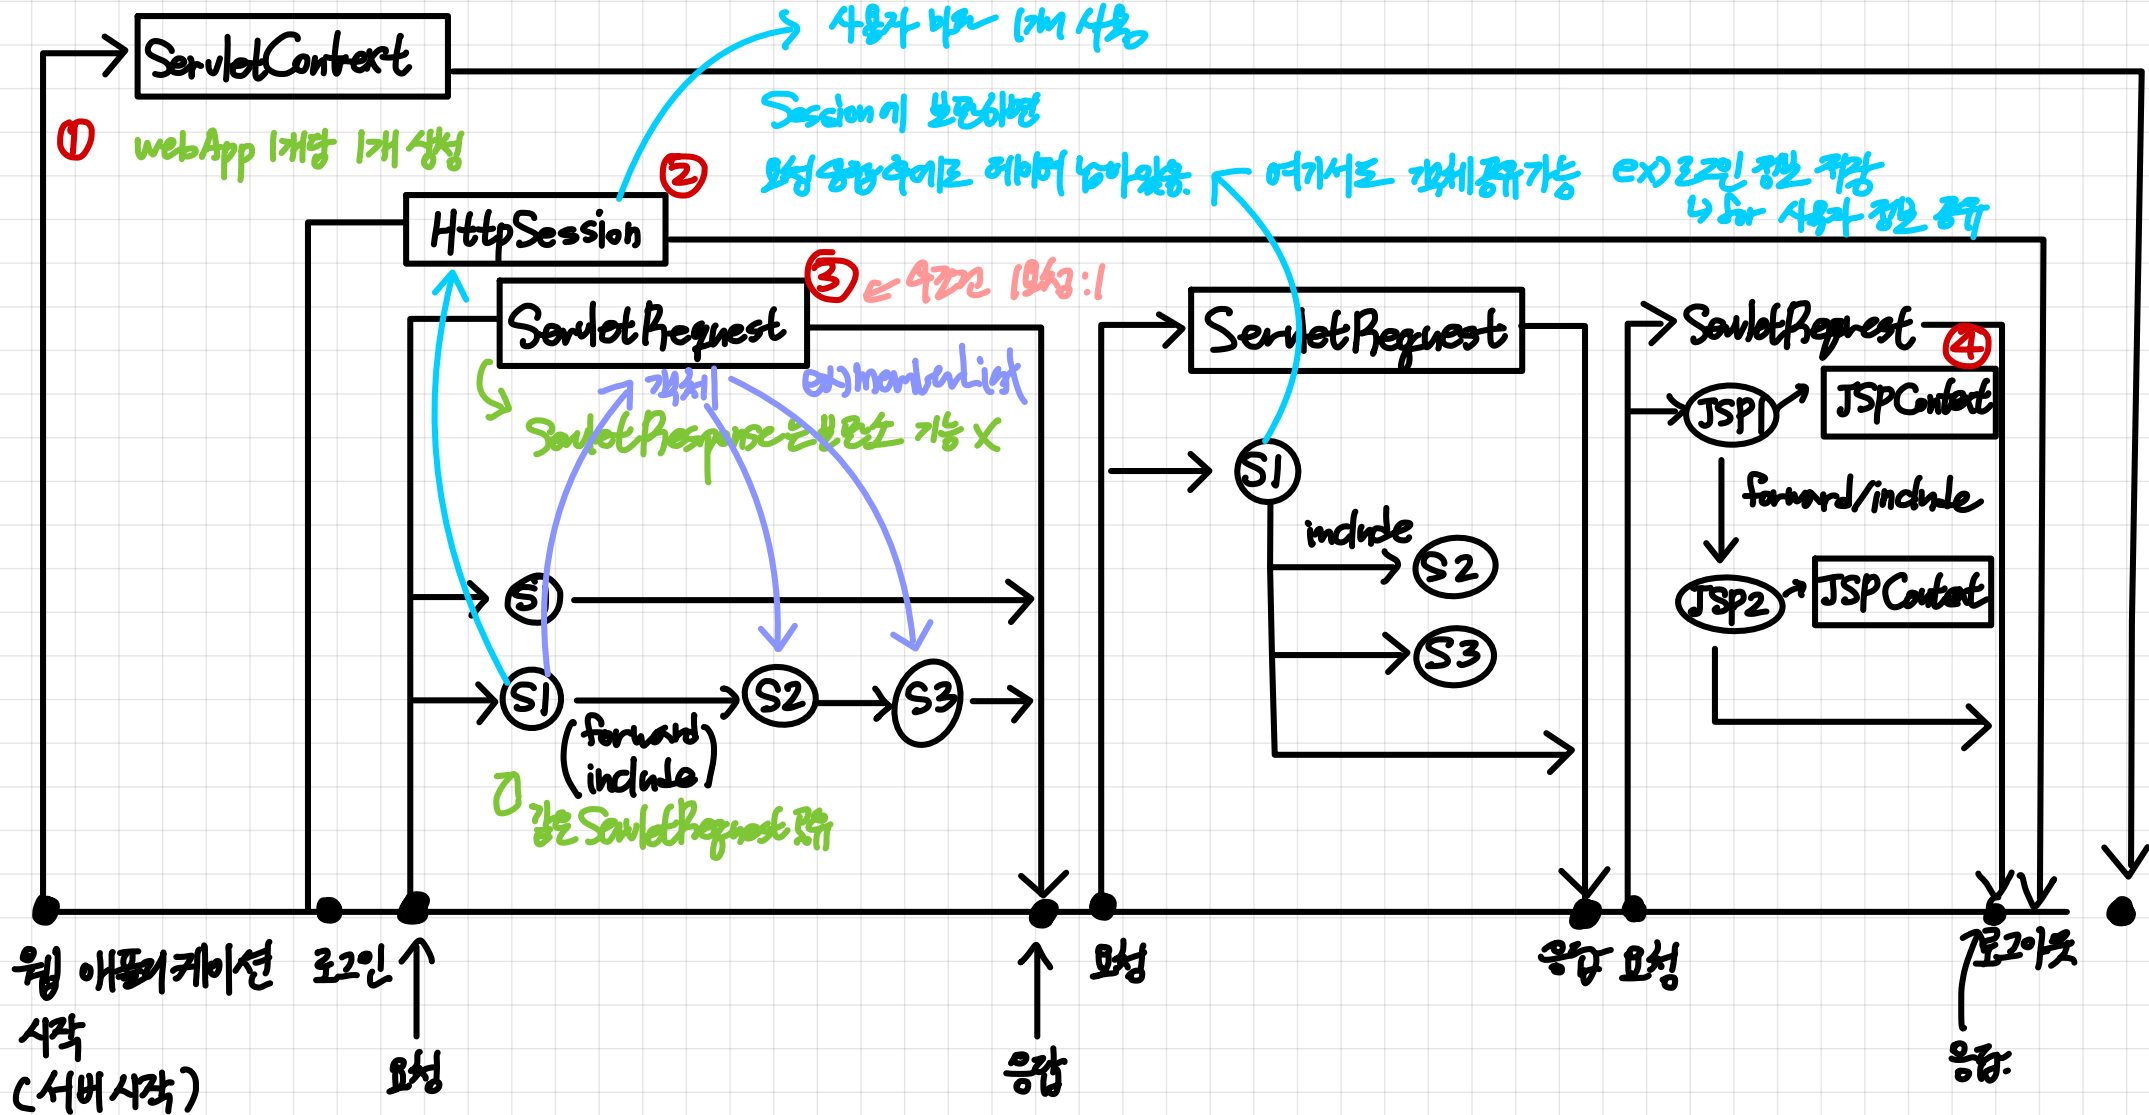 ServletContext
사용자 마다 1개 사용
①
webApp 1개당 1개 생성
Session에 보관하면
요청 응답 후에도 데이터 남아있음.
여기서도 객체공유가능 ex) 로그인 정보 저장
↳ 사용자 정보 공유
②
HttpSession
③
1요청:1
ServletRequest
ServletRequest
ServletRequest
④
객체 ex)memberList
ServletResponse는 보관소 기능 X
JSP1
JSPContext
S1
include
forward/include
S2
JSP2
JSPContext
S1
S3
S1
S2
S3
(forward
include)
같은 ServletRequest 공유
웹 애플리케이션
시작
(서버시작)
로그인
요청
응답
요청
응답
요청
로그아웃
응답.